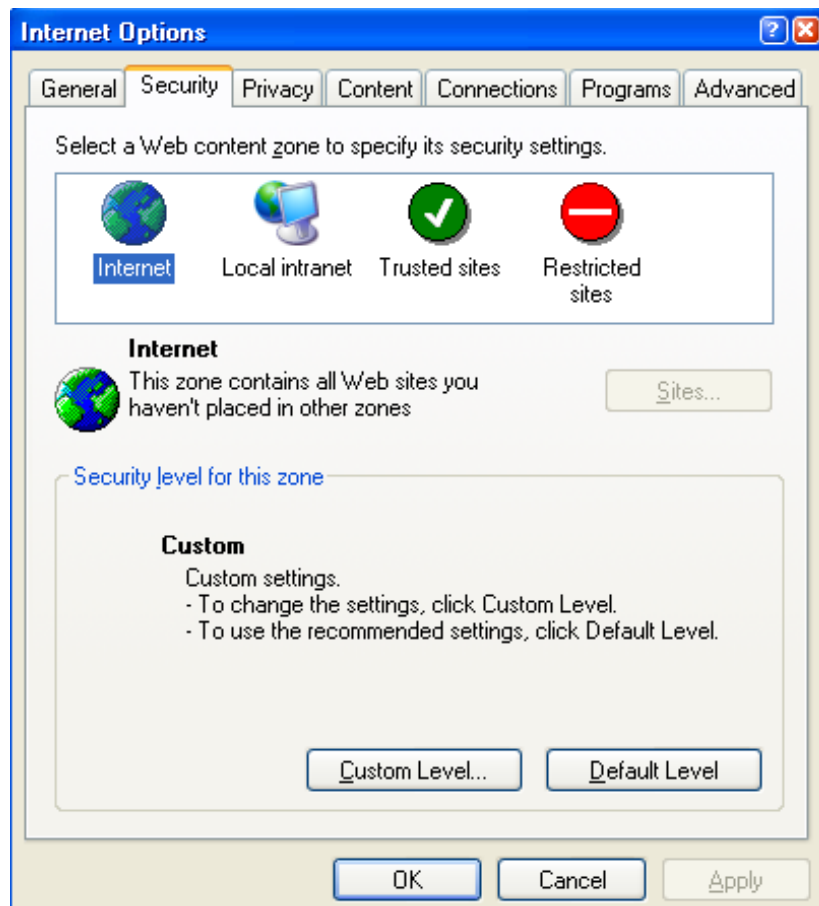 Internet Options
General Security Privacy Content Connections Programs Advanced
Select a Web content zone to specify its security settings.
Internet Local intranet Trusted sites Restricted
sites
Internet
This zone contains all Web sites you
haven't placed in other zones
Sites...
Security level for this zone
Custom
Custom settings.
- To change the settings, click Custom Level.
- To use the recommended settings, click Default Level.
Custom Level... Default Level
OK Cancel Apply